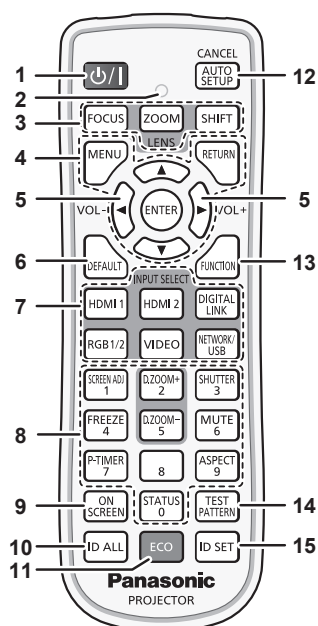 CANCEL
1 ⏻/I AUTO SETUP 12
2
3 FOCUS ZOOM SHIFT
LENS
4 MENU RETURN
5 5
VOL- ◀ ENTER ▶ VOL+
▲
▼
6 DEFAULT FUNCTION 13
INPUT SELECT
7 HDMI 1 HDMI 2 DIGITAL LINK
RGB1/2 VIDEO NETWORK/USB
SCREEN ADJ 1 D.ZOOM+ 2 SHUTTER 3
8 FREEZE 4 D.ZOOM- 5 MUTE 6
P-TIMER 7 8 ASPECT 9
9 ON SCREEN STATUS 0 TEST PATTERN 14
10 ID ALL ECO ID SET 15
11
Panasonic
PROJECTOR